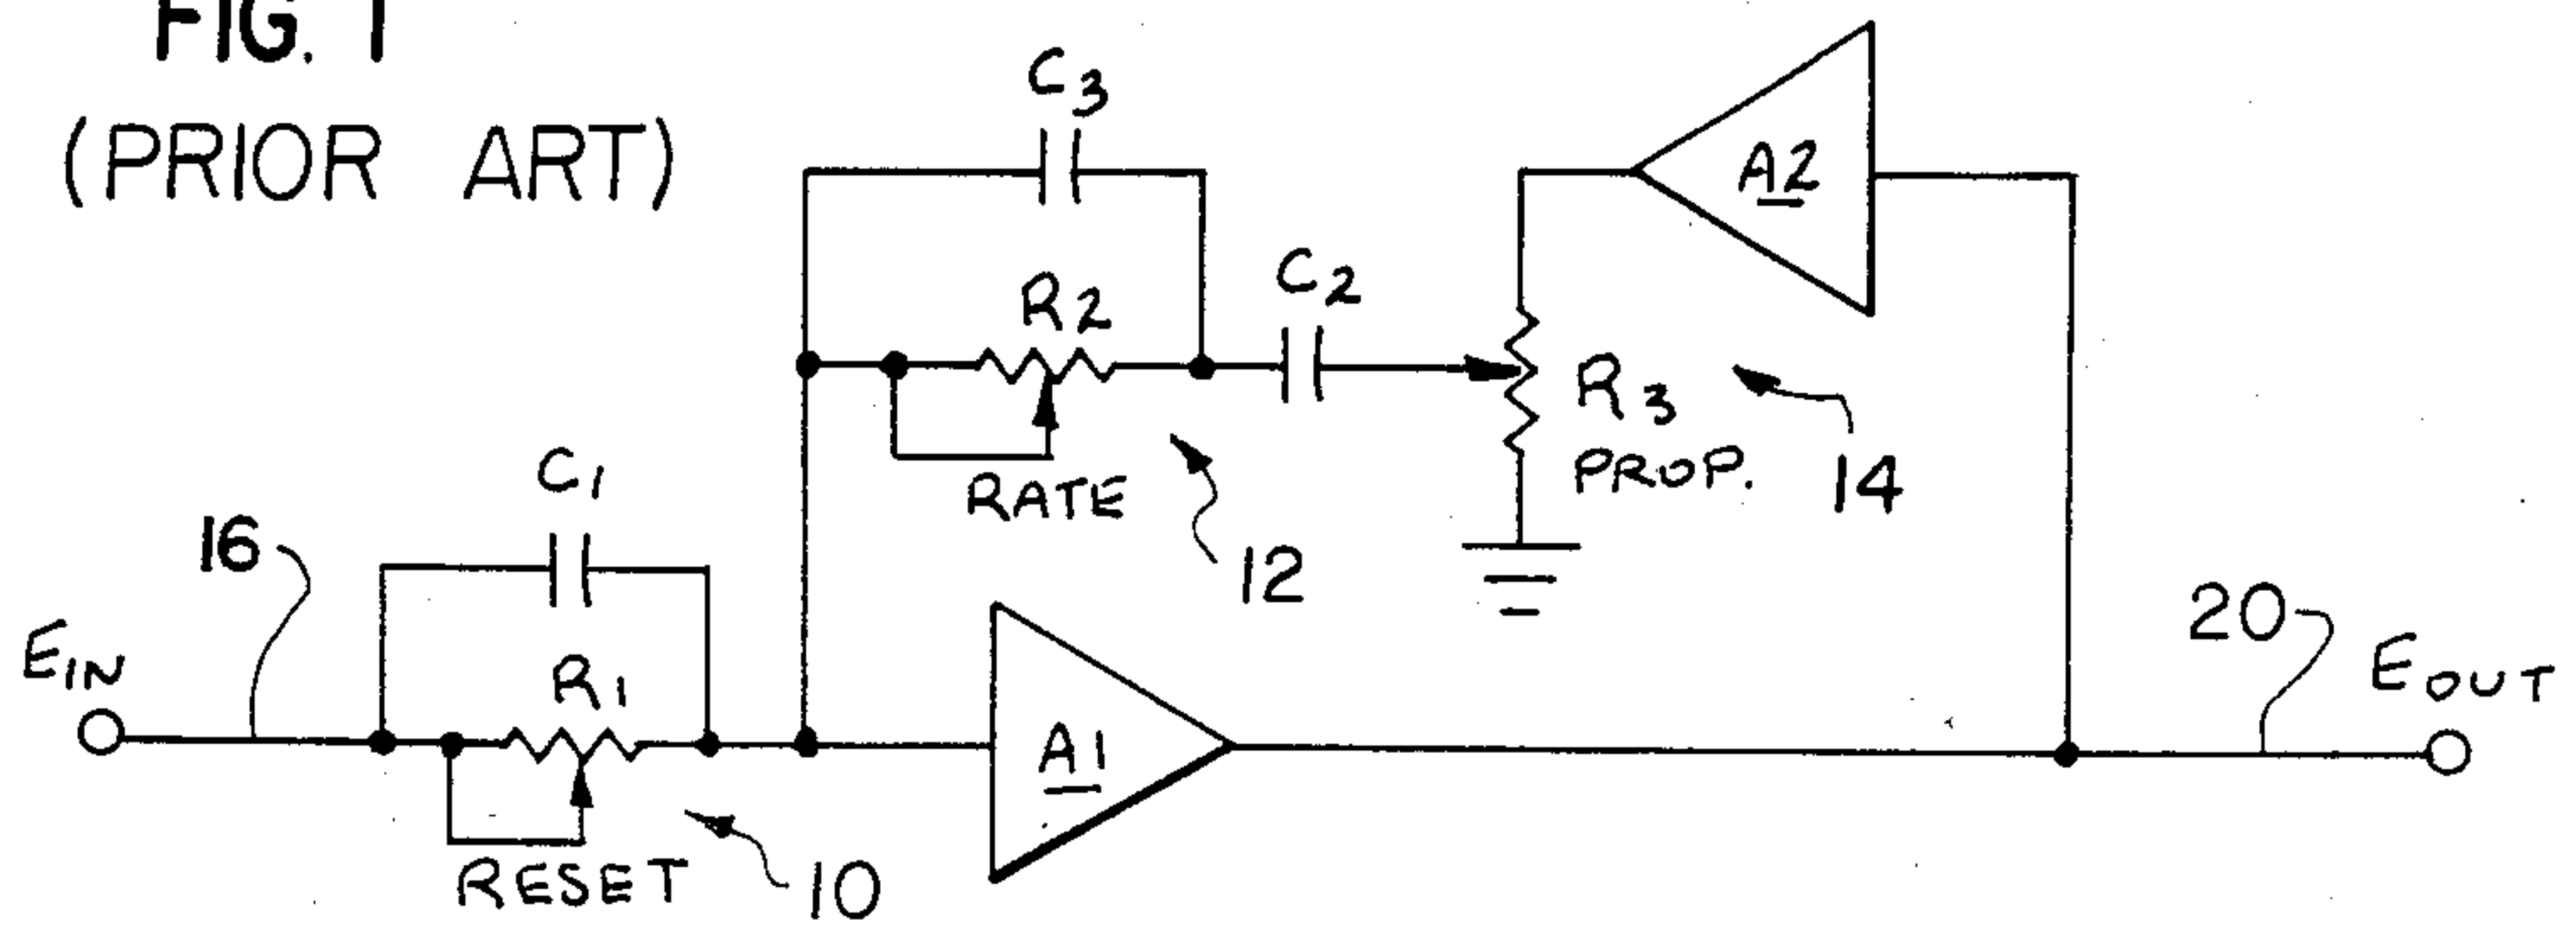 FIG. 1
(PRIOR ART)
C3
A2
R2
C2
R3
PROP.
14
RATE
12
C1
16
EIN
R1
RESET
10
A1
20
EOUT